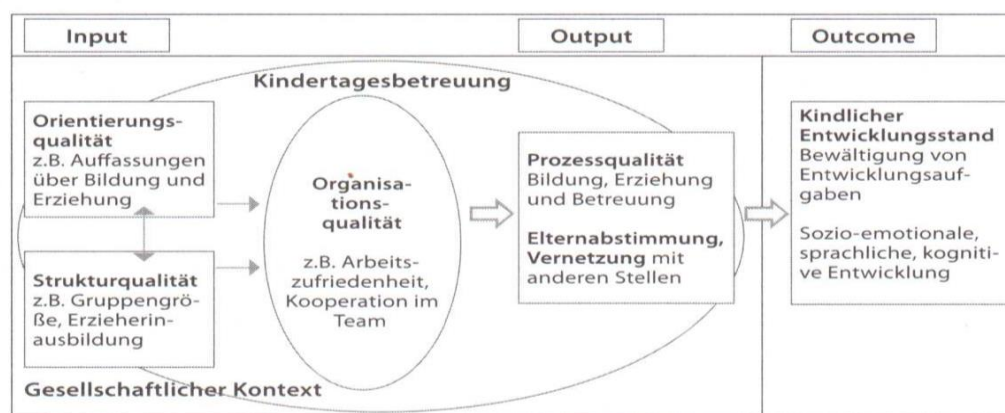 Input
Output
Outcome
Kindertagesbetreuung
Orientierungs-
qualität
z.B. Auffassungen
über Bildung und
Erziehung
Strukturqualität
z.B. Gruppengrö-
ße, Erzieherin-
ausbildung
Organisa-
tions-
qualität
z.B. Arbeits-
zufriedenheit,
Kooperation im
Team
Prozessqualität
Bildung, Erziehung
und Betreuung
Elternabstimmung,
Vernetzung mit
anderen Stellen
Kindlicher
Entwicklungsstand
Bewältigung von
Entwicklungsauf-
gaben
Sozio-emotionale,
sprachliche, kogniti-
ve Entwicklung
Gesellschaftlicher Kontext